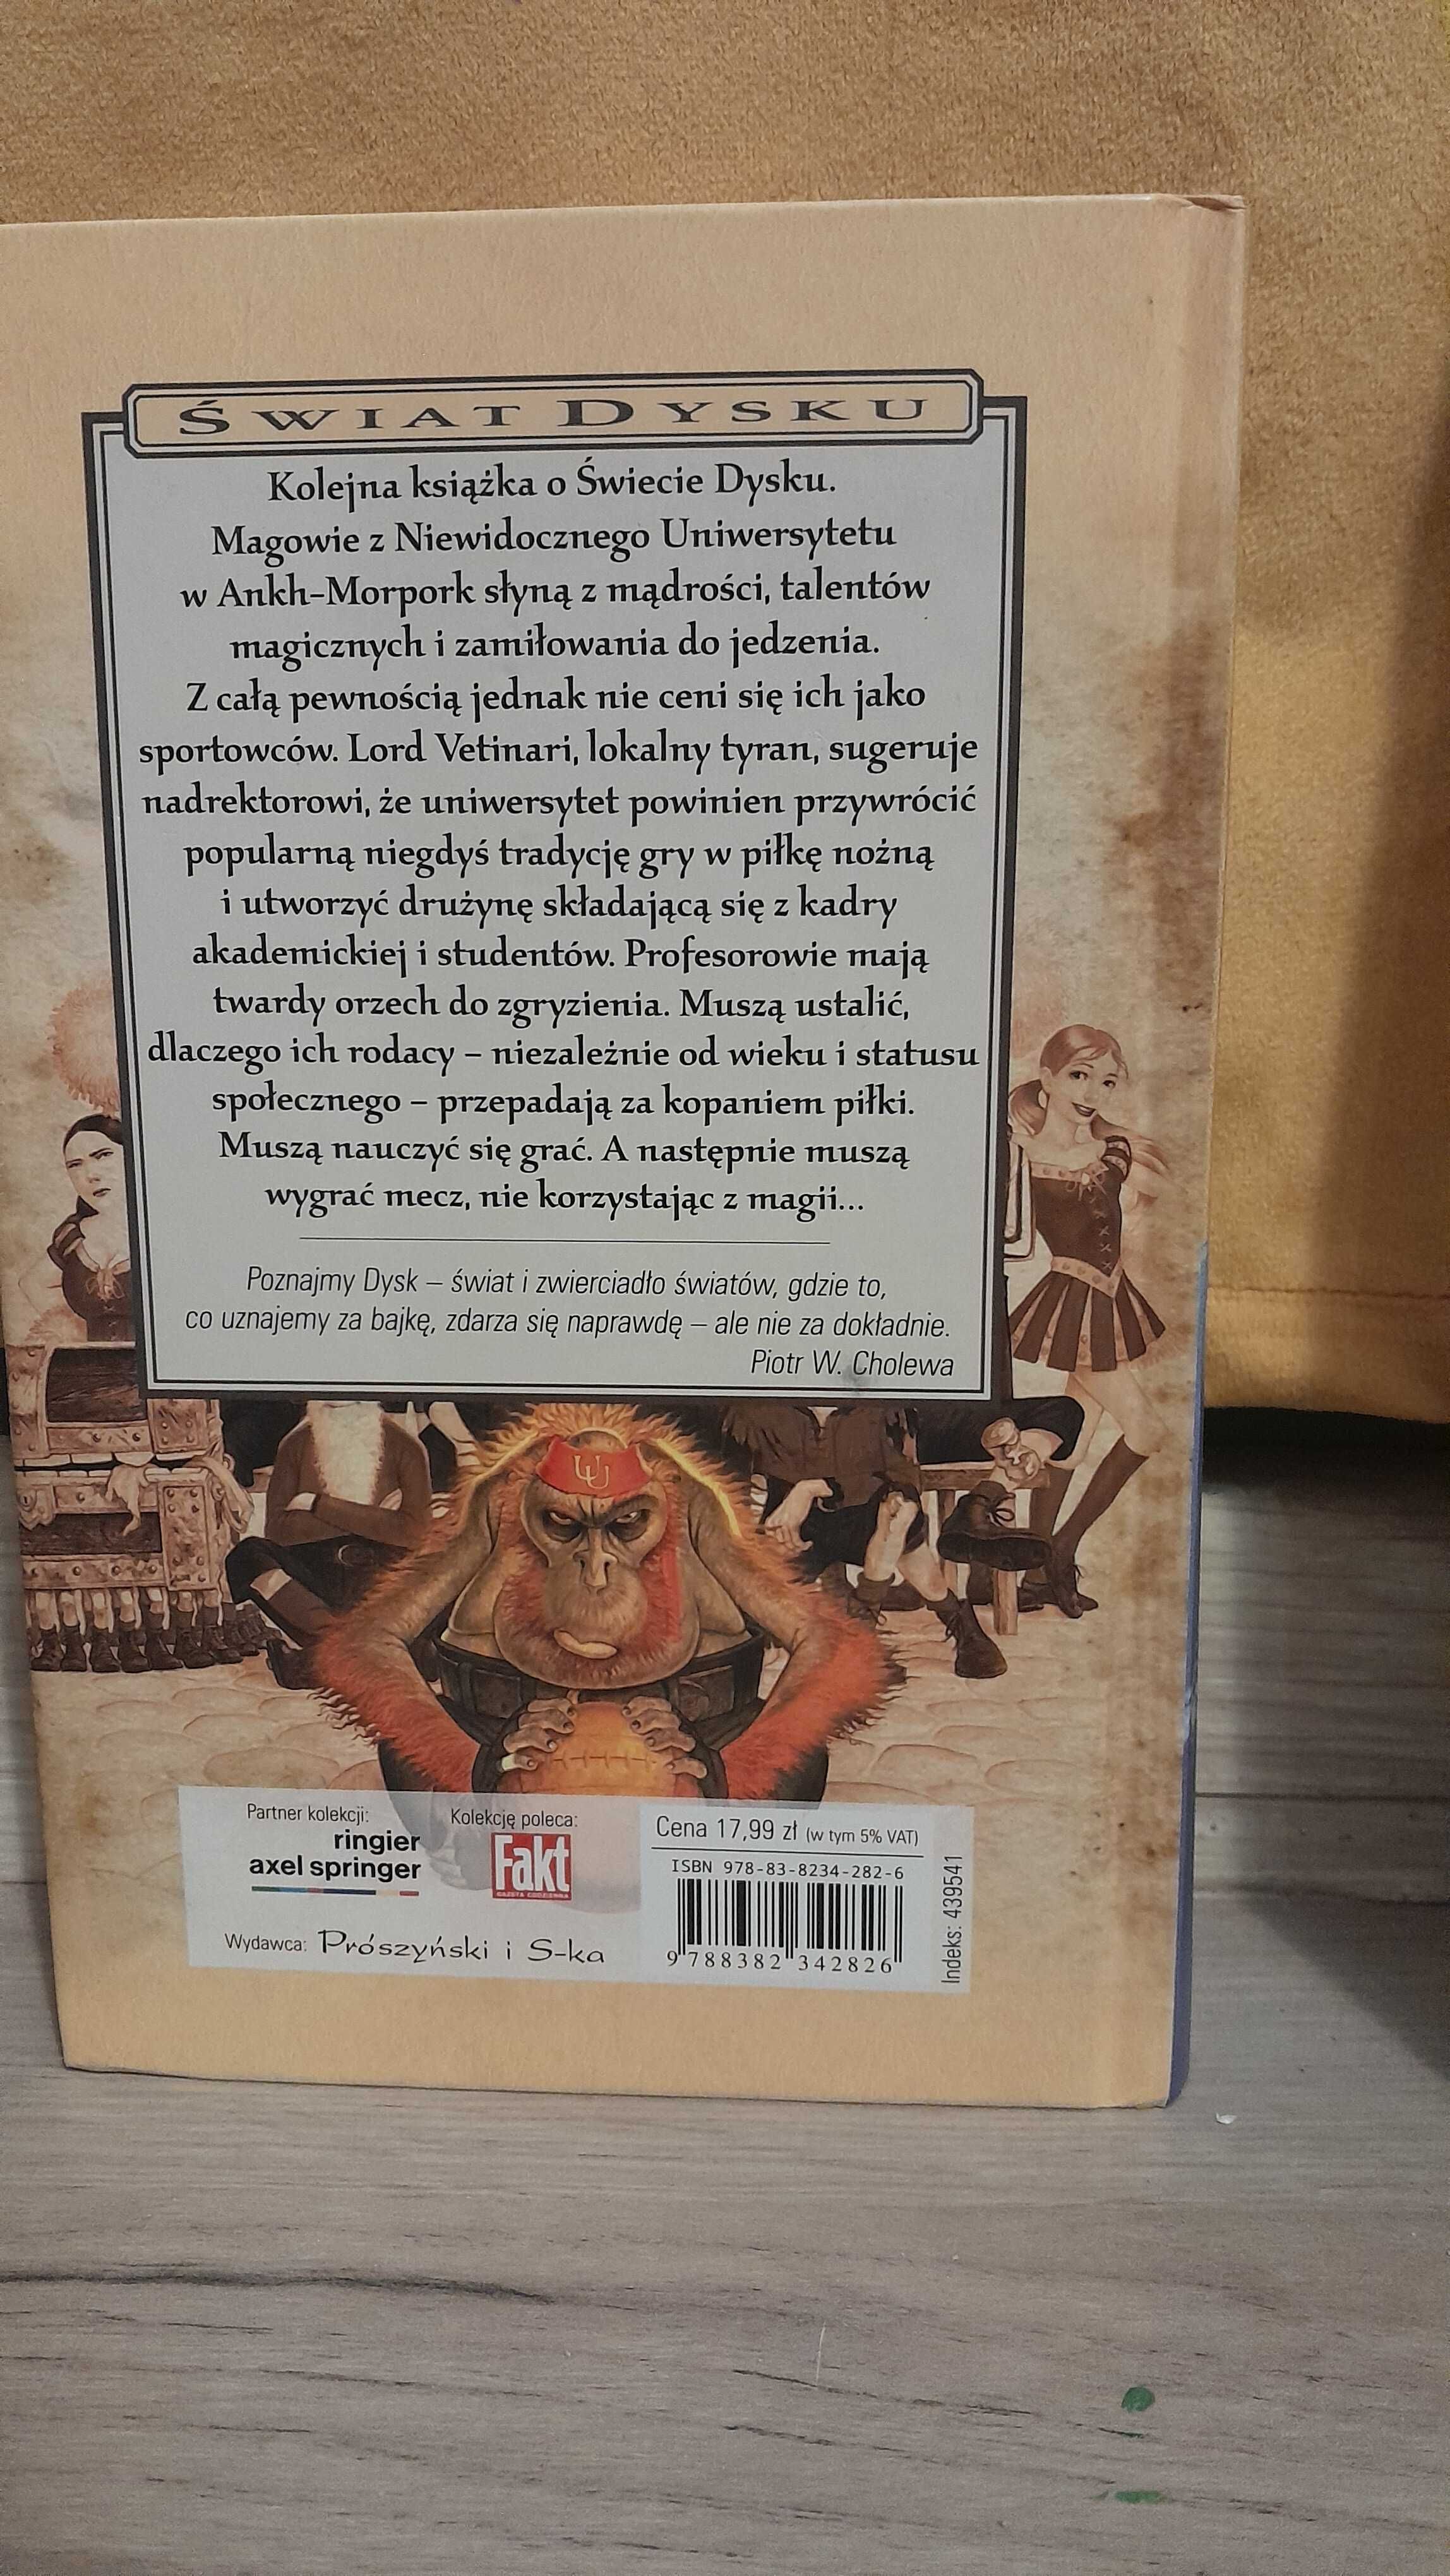 ŚWIAT DYSKU
Kolejna książka o Świecie Dysku.
Magowie z Niewidocznego Uniwersytetu
w Ankh-Morpork słyną z mądrości, talentów
magicznych i zamiłowania do jedzenia.
Z całą pewnością jednak nie ceni się ich jako
sportowców. Lord Vetinari, lokalny tyran, sugeruje
nadrektorowi, że uniwersytet powinien przywrócić
popularną niegdyś tradycję gry w piłkę nożną
i utworzyć drużynę składającą się z kadry
akademickiej i studentów. Profesorowie mają
twardy orzech do zgryzienia. Muszą ustalić,
dlaczego ich rodacy – niezależnie od wieku i statusu
społecznego – przepadają za kopaniem piłki.
Muszą nauczyć się grać. A następnie muszą
wygrać mecz, nie korzystając z magii...
Poznajmy Dysk – świat i zwierciadło światów, gdzie to,
co uznajemy za bajkę, zdarza się naprawdę – ale nie za dokładnie.
Piotr W. Cholewa
UU
Partner kolekcji:
ringier
axel springer
Kolekcję poleca:
Fakt
GAZETA CODZIENNA
Wydawca: Prószyński i S-ka
Cena 17,99 zł (w tym 5% VAT)
ISBN 978-83-8234-282-6
9 788382 342826
Indeks: 439541